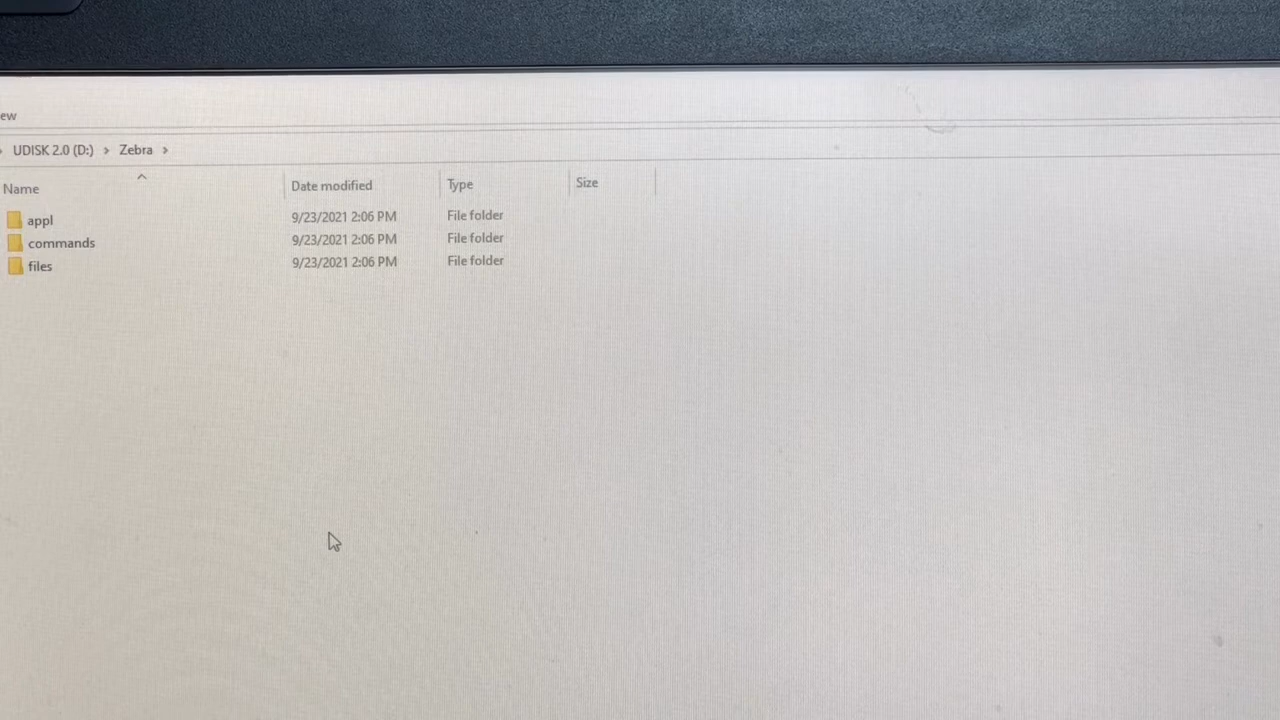 ew
UDISK 2.0 (D:) > Zebra >
Name Date modified Type Size
appl 9/23/2021 2:06 PM File folder
commands 9/23/2021 2:06 PM File folder
files 9/23/2021 2:06 PM File folder